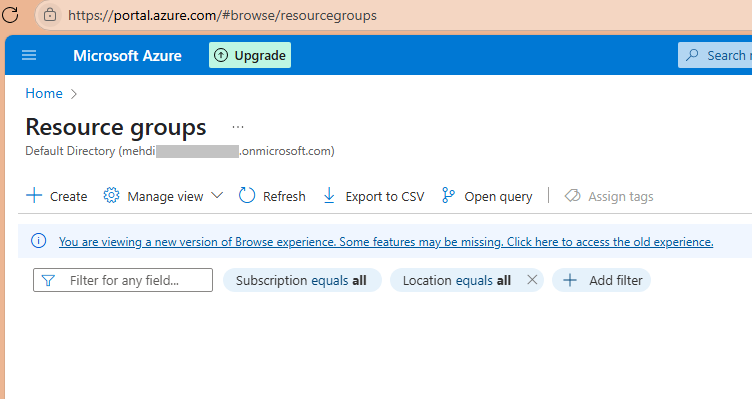 https://portal.azure.com/#browse/resourcegroups
Microsoft Azure Upgrade Search
Home >
Resource groups ...
Default Directory (mehdi .onmicrosoft.com)
+ Create Manage view Refresh Export to CSV Open query Assign tags
You are viewing a new version of Browse experience. Some features may be missing. Click here to access the old experience.
Filter for any field... Subscription equals all Location equals all Add filter